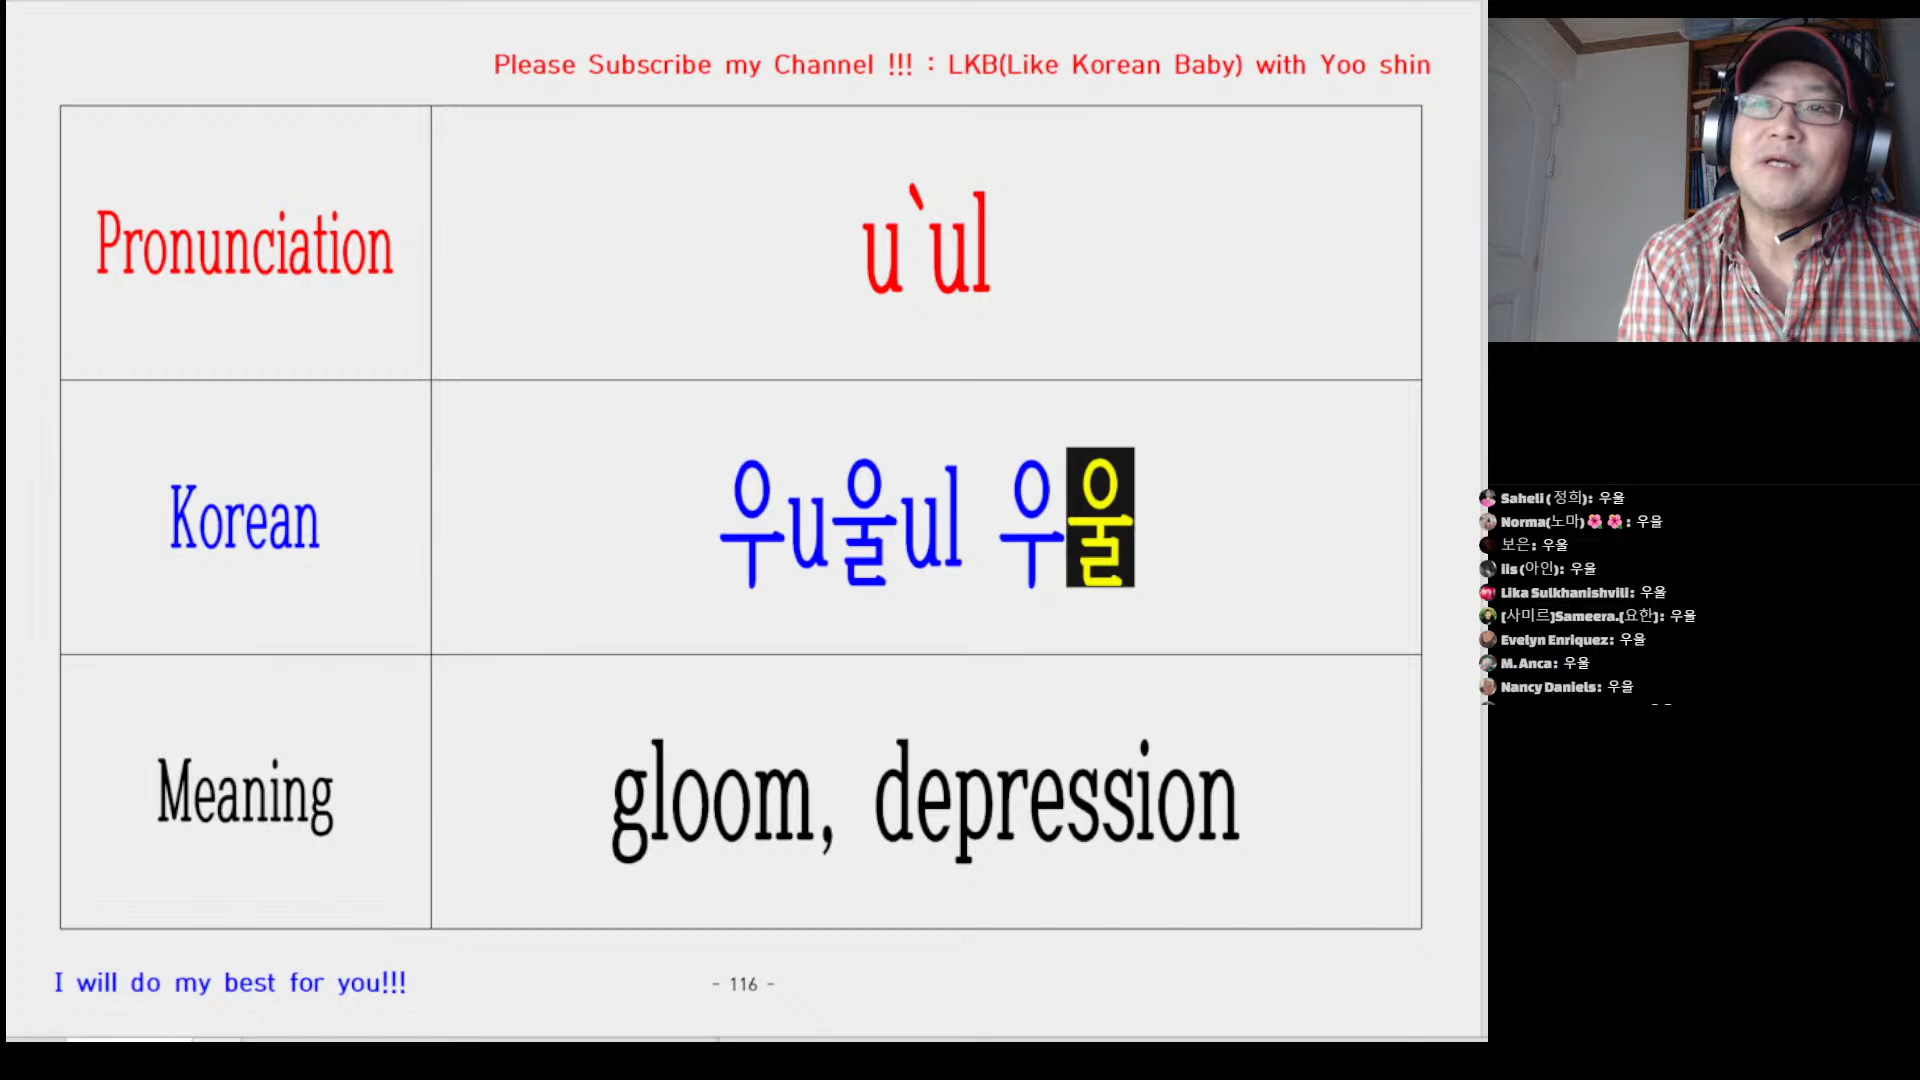 Please Subscribe my Channel !!! : LKB(Like Korean Baby) with Yoo shin
Pronunciation
u`ul
Korean
우u울ul 우울
Meaning
gloom, depression
I will do my best for you!!!
- 116 -
Saheli (정희): 우울
Norma(노마)🌺🌺: 우울
보은: 우울
iis (아인): 우울
Lika Sulkhanishvili: 우울
[사미르]Sameera.[요한]: 우울
Evelyn Enriquez: 우울
M. Anca: 우울
Nancy Daniels: 우울